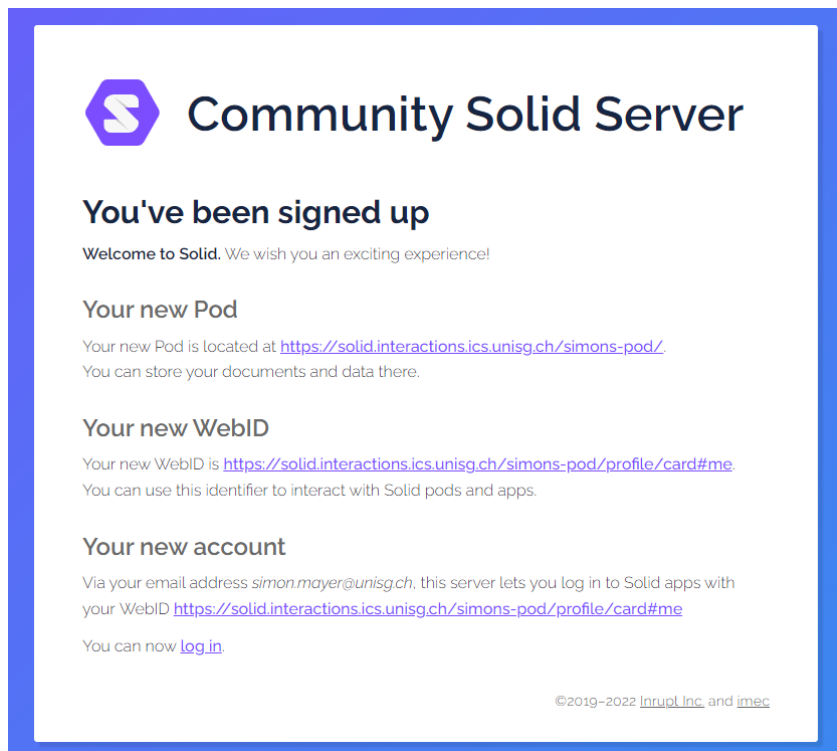 Community Solid Server
You've been signed up
Welcome to Solid. We wish you an exciting experience!
Your new Pod
Your new Pod is located at https://solid.interactions.ics.unisg.ch/simons-pod/.
You can store your documents and data there.
Your new WebID
Your new WebID is https://solid.interactions.ics.unisg.ch/simons-pod/profile/card#me.
You can use this identifier to interact with Solid pods and apps.
Your new account
Via your email address simon.mayer@unisg.ch, this server lets you log in to Solid apps with
your WebID https://solid.interactions.ics.unisg.ch/simons-pod/profile/card#me
You can now log in.
©2019–2022 Inrupt Inc. and imec